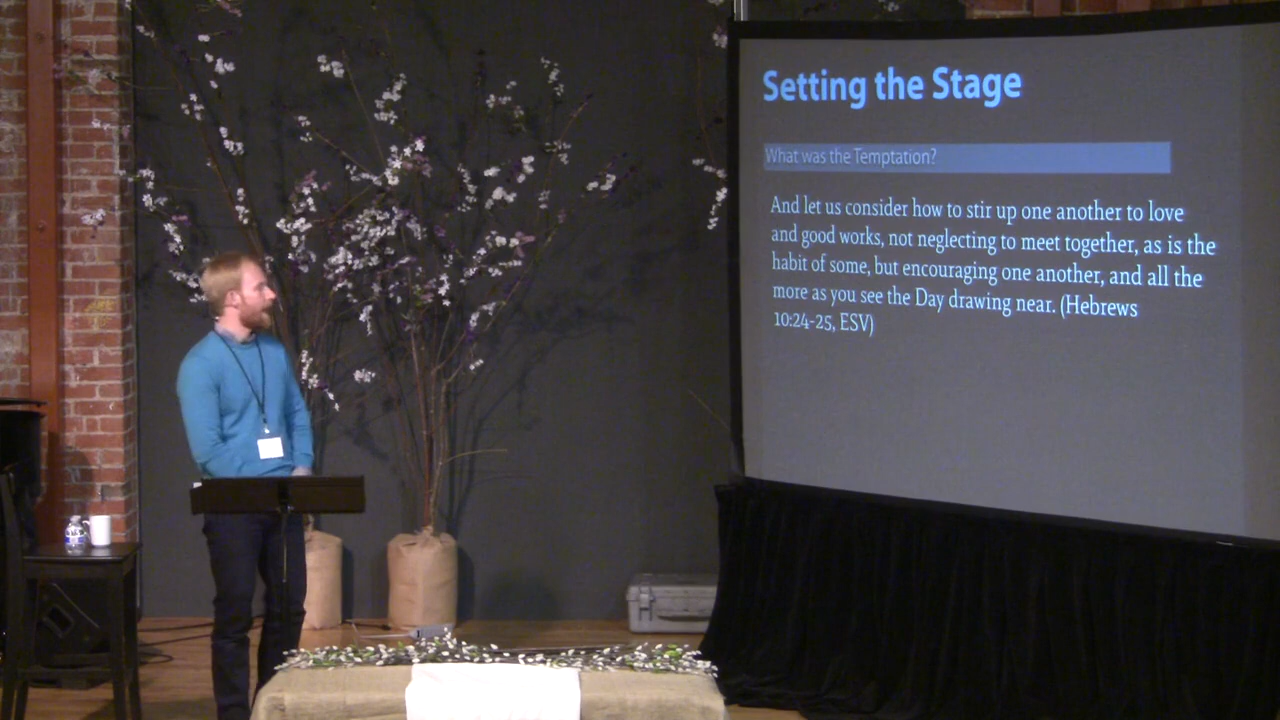 Setting the Stage
What was the Temptation?
And let us consider how to stir up one another to love
and good works, not neglecting to meet together, as is the
habit of some, but encouraging one another, and all the
more as you see the Day drawing near. (Hebrews
10:24-25, ESV)